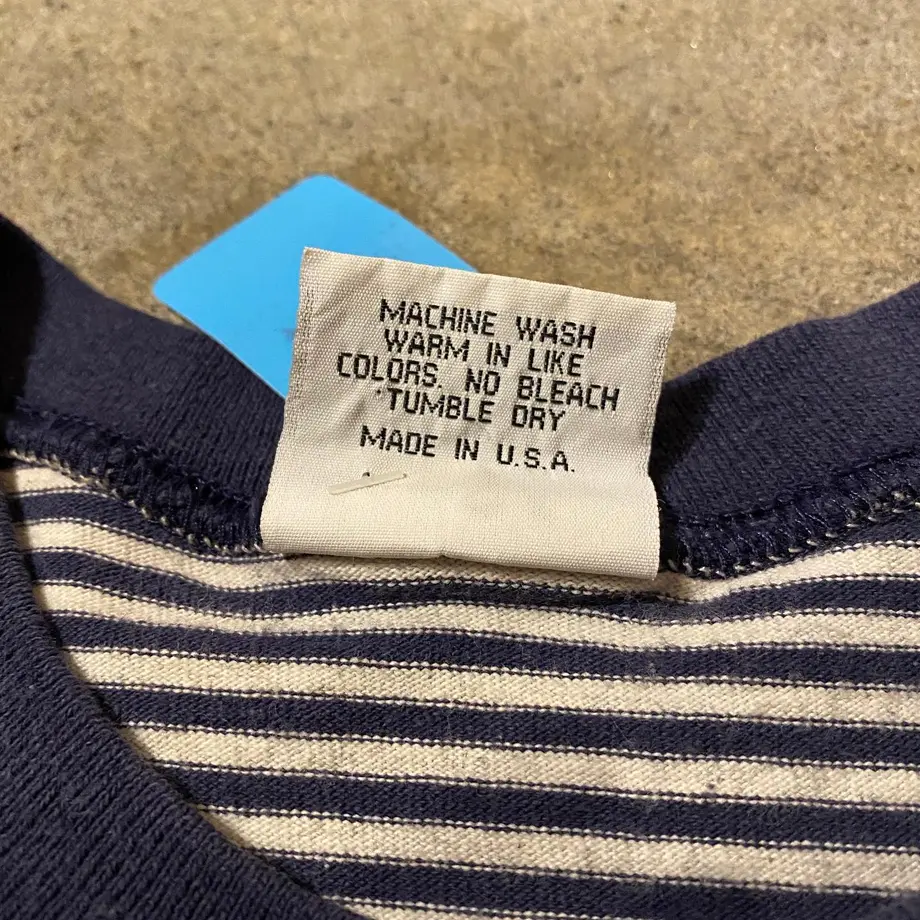 MACHINE WASH
WARM IN LIKE
COLORS. NO BLEACH
TUMBLE DRY
MADE IN U.S.A.